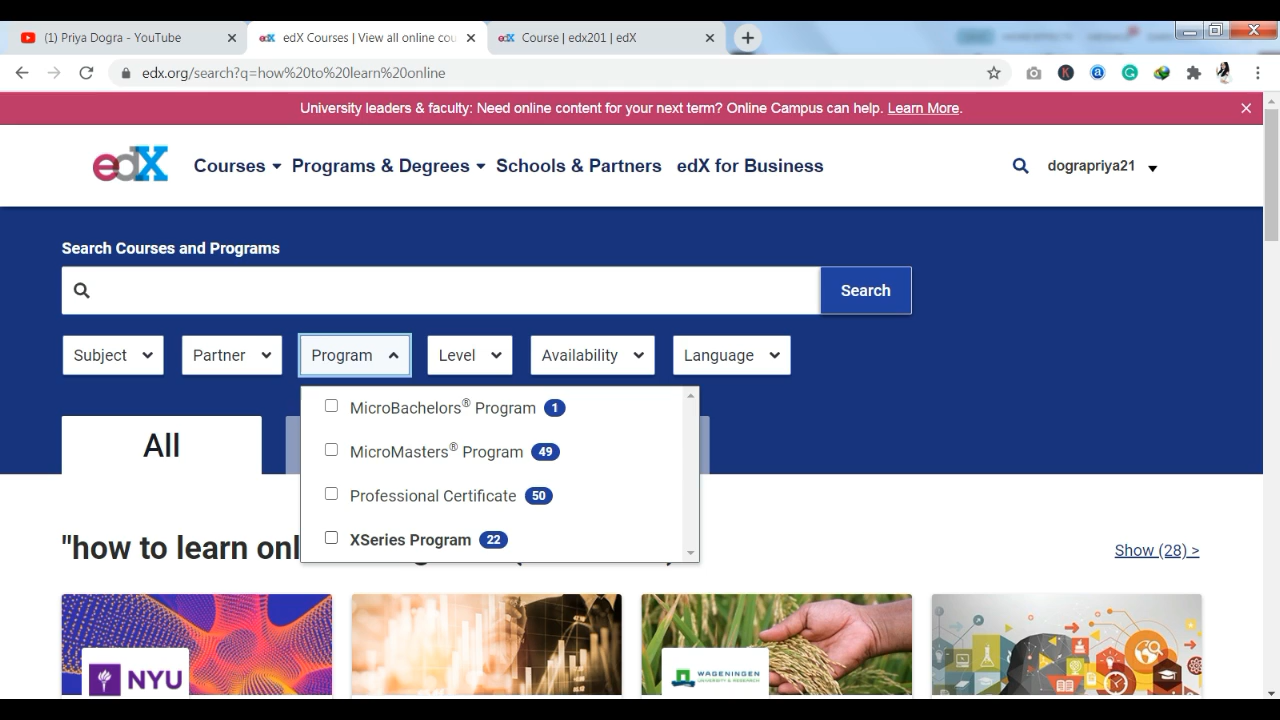 (1) Priya Dogra - YouTube
edX Courses | View all online cou
Course | edx201 | edX
edx.org/search?q=how%20to%20learn%20online
University leaders & faculty: Need online content for your next term? Online Campus can help. Learn More.
edX Courses Programs & Degrees Schools & Partners edX for Business dograpriya21
Search Courses and Programs
Search
Subject Partner Program Level Availability Language
MicroBachelors® Program 1
MicroMasters® Program 49
Professional Certificate 50
XSeries Program 22
All
"how to learn onl
Show (28) >
NYU
WAGENINGEN
UNIVERSITY & RESEARCH